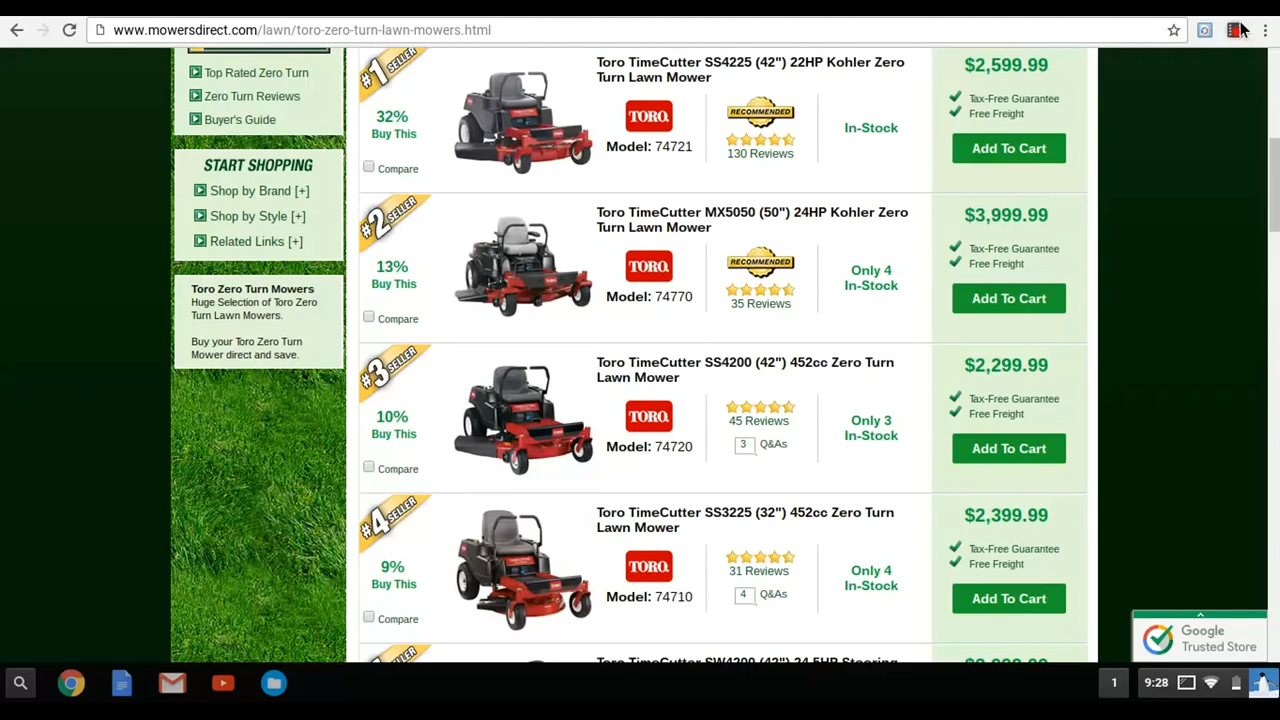 www.mowersdirect.com/lawn/toro-zero-turn-lawn-mowers.html
Top Rated Zero Turn
Zero Turn Reviews
Buyer's Guide
START SHOPPING
Shop by Brand [+]
Shop by Style [+]
Related Links [+]
Toro Zero Turn Mowers
Huge Selection of Toro Zero
Turn Lawn Mowers.
Buy your Toro Zero Turn
Mower direct and save.
#1 SELLER
32%
Buy This
Compare
Toro TimeCutter SS4225 (42") 22HP Kohler Zero
Turn Lawn Mower
TORO.
Model: 74721
RECOMMENDED
130 Reviews
In-Stock
$2,599.99
Tax-Free Guarantee
Free Freight
Add To Cart
#2 SELLER
13%
Buy This
Compare
Toro TimeCutter MX5050 (50") 24HP Kohler Zero
Turn Lawn Mower
TORO.
Model: 74770
RECOMMENDED
35 Reviews
Only 4
In-Stock
$3,999.99
Tax-Free Guarantee
Free Freight
Add To Cart
#3 SELLER
10%
Buy This
Compare
Toro TimeCutter SS4200 (42") 452cc Zero Turn
Lawn Mower
TORO.
Model: 74720
45 Reviews
3 Q&As
Only 3
In-Stock
$2,299.99
Tax-Free Guarantee
Free Freight
Add To Cart
#4 SELLER
9%
Buy This
Compare
Toro TimeCutter SS3225 (32") 452cc Zero Turn
Lawn Mower
TORO.
Model: 74710
31 Reviews
4 Q&As
Only 4
In-Stock
$2,399.99
Tax-Free Guarantee
Free Freight
Add To Cart
Toro TimeCutter SW4200 (42") 24.5HP Steering
Google
Trusted Store
1
9:28